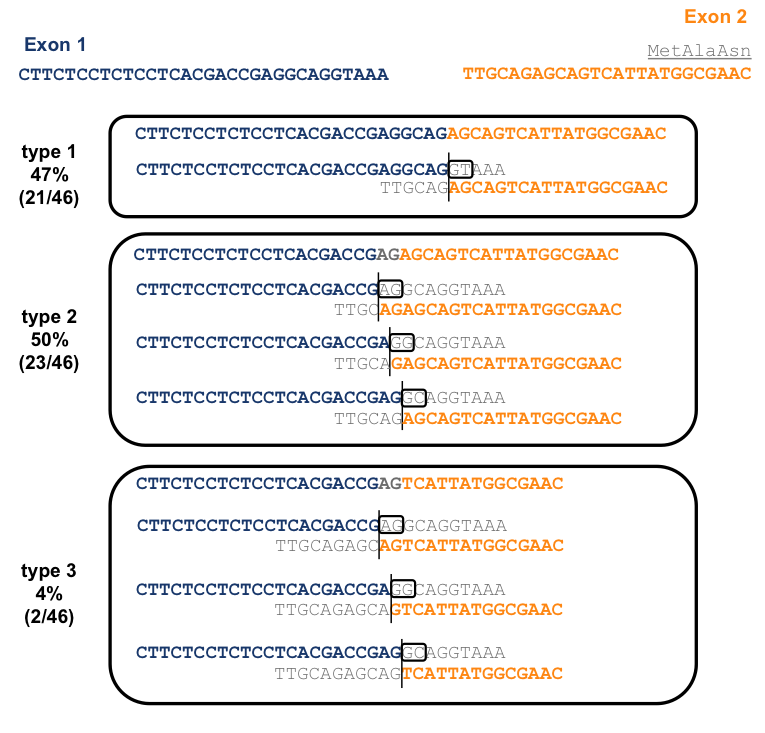 Exon 2
Exon 1
MetAlaAsn
CTTCTCCTCTCCTCACGACCGAGGCAGGTAAA TTGCAGAGCAGTCATTATGGCGAAC
type 1
47%
(21/46)
CTTCTCCTCTCCTCACGACCGAGGCAGAGCAGTCATTATGGCGAAC
CTTCTCCTCTCCTCACGACCGAGGCAGGTAAA
TTGCAGAGCAGTCATTATGGCGAAC
type 2
50%
(23/46)
CTTCTCCTCTCCTCACGACCGAGAGCAGTCATTATGGCGAAC
CTTCTCCTCTCCTCACGACCGAGGCAGGTAAA
TTGCAGAGCAGTCATTATGGCGAAC
CTTCTCCTCTCCTCACGACCGAGGCAGGTAAA
TTGCAGAGCAGTCATTATGGCGAAC
CTTCTCCTCTCCTCACGACCGAGGCAGGTAAA
TTGCAGAGCAGTCATTATGGCGAAC
type 3
4%
(2/46)
CTTCTCCTCTCCTCACGACCGAGTCATTATGGCGAAC
CTTCTCCTCTCCTCACGACCGAGGCAGGTAAA
TTGCAGAGCAGTCATTATGGCGAAC
CTTCTCCTCTCCTCACGACCGAGGCAGGTAAA
TTGCAGAGCAGTCATTATGGCGAAC
CTTCTCCTCTCCTCACGACCGAGGCAGGTAAA
TTGCAGAGCAGTCATTATGGCGAAC